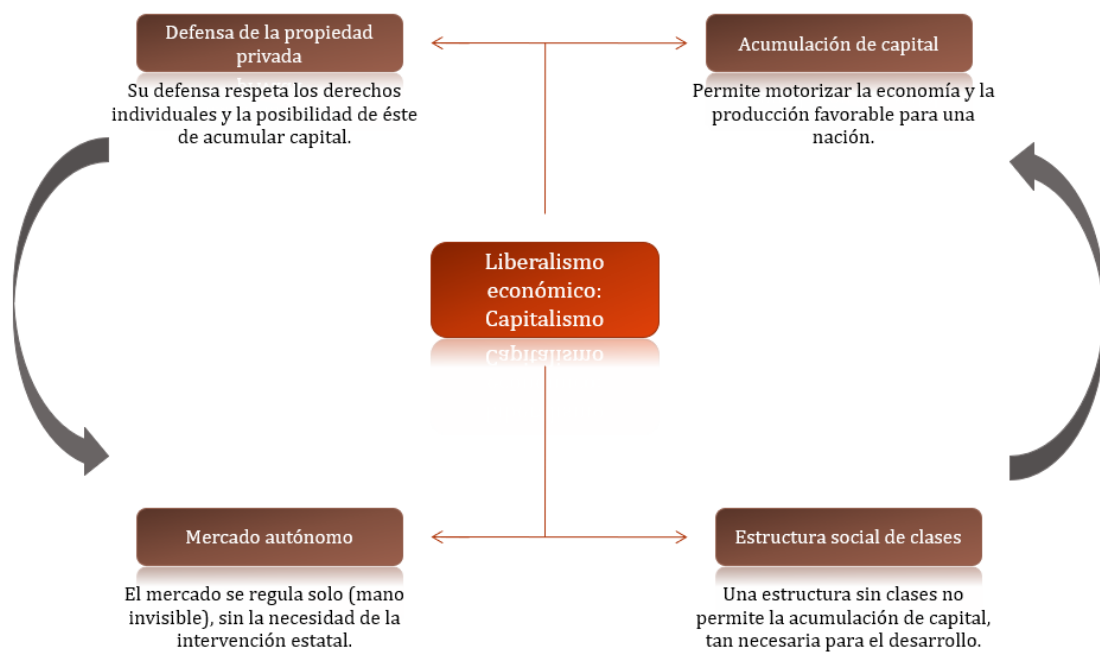 Defensa de la propiedad
privada
Su defensa respeta los derechos
individuales y la posibilidad de éste
de acumular capital.
Acumulación de capital
Permite motorizar la economía y la
producción favorable para una
nación.
Liberalismo
económico:
Capitalismo
Mercado autónomo
El mercado se regula solo (mano
invisible), sin la necesidad de la
intervención estatal.
Estructura social de clases
Una estructura sin clases no
permite la acumulación de capital,
tan necesaria para el desarrollo.